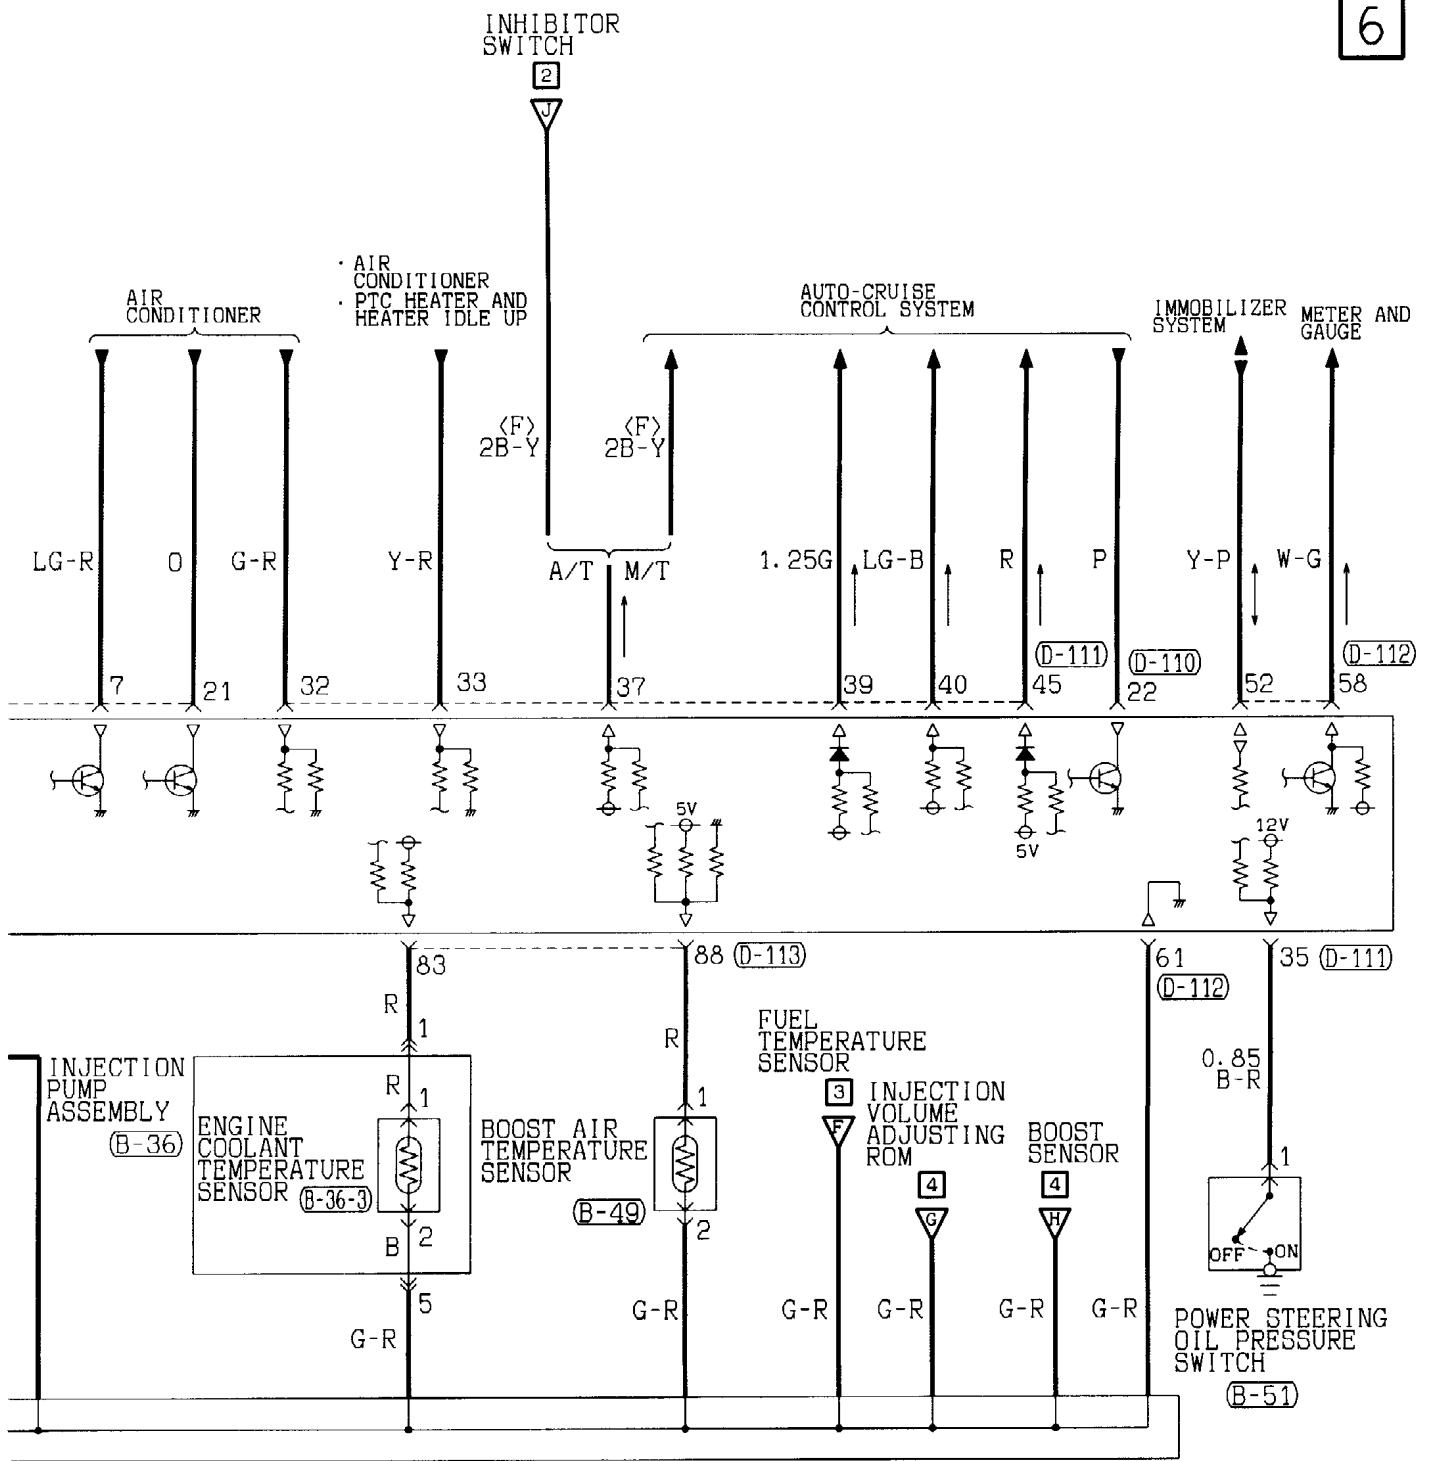 6
INHIBITOR
SWITCH
2
J
AIR
CONDITIONER
· AIR
CONDITIONER
· PTC HEATER AND
HEATER IDLE UP
AUTO-CRUISE
CONTROL SYSTEM
IMMOBILIZER
SYSTEM
METER AND
GAUGE
<F>
2B-Y
<F>
2B-Y
LG-R
O
G-R
Y-R
A/T
M/T
1.25G
LG-B
R
P
Y-P
W-G
(D-111)
(D-110)
(D-112)
7
21
32
33
37
39
40
45
22
52
58
5V
5V
12V
83
88 (D-113)
61
(D-112)
35 (D-111)
R
1
R
1
INJECTION
PUMP
ASSEMBLY
(B-36)
ENGINE
COOLANT
TEMPERATURE
SENSOR (B-36-3)
2
B
5
G-R
R
1
BOOST AIR
TEMPERATURE
SENSOR
(B-49)
2
G-R
FUEL
TEMPERATURE
SENSOR
3
F
G-R
INJECTION
VOLUME
ADJUSTING
ROM
4
G
G-R
BOOST
SENSOR
4
H
G-R
G-R
0.85
B-R
1
OFF
ON
POWER STEERING
OIL PRESSURE
SWITCH
(B-51)